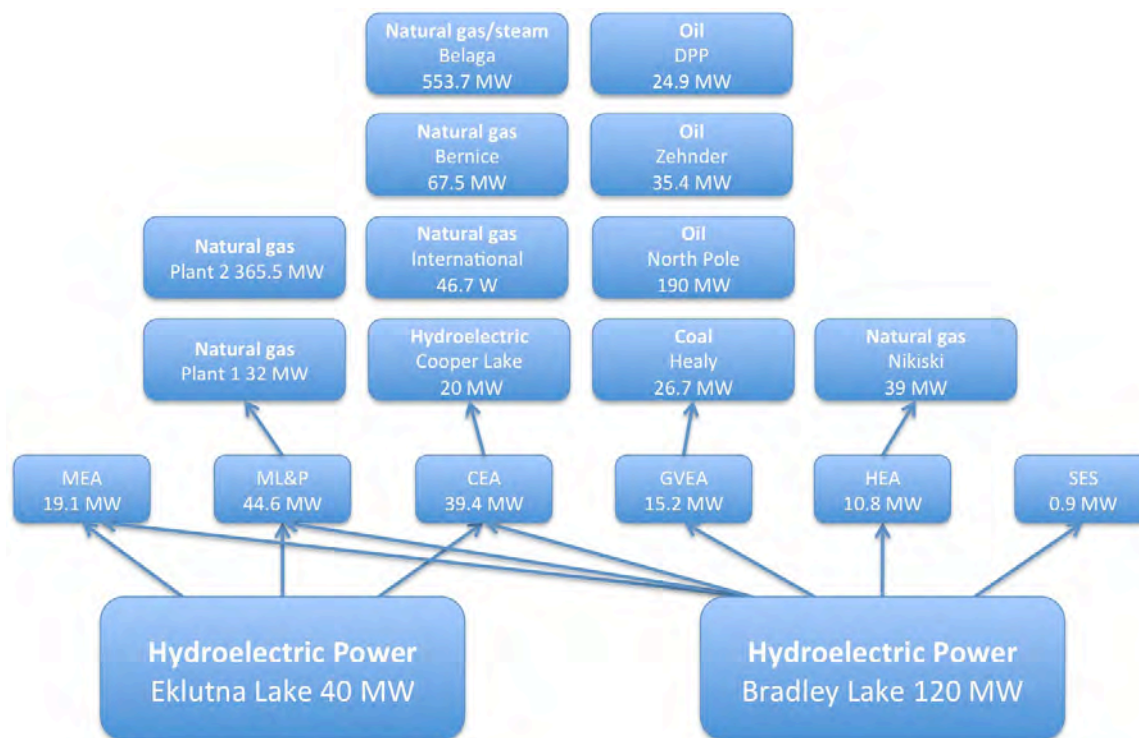 Natural gas/steam
Belaga
553.7 MW
Oil
DPP
24.9 MW
Natural gas
Bernice
67.5 MW
Oil
Zehnder
35.4 MW
Natural gas
Plant 2 365.5 MW
Natural gas
International
46.7 W
Oil
North Pole
190 MW
Natural gas
Plant 1 32 MW
Hydroelectric
Cooper Lake
20 MW
Coal
Healy
26.7 MW
Natural gas
Nikiski
39 MW
MEA
19.1 MW
ML&P
44.6 MW
CEA
39.4 MW
GVEA
15.2 MW
HEA
10.8 MW
SES
0.9 MW
Hydroelectric Power
Eklutna Lake 40 MW
Hydroelectric Power
Bradley Lake 120 MW